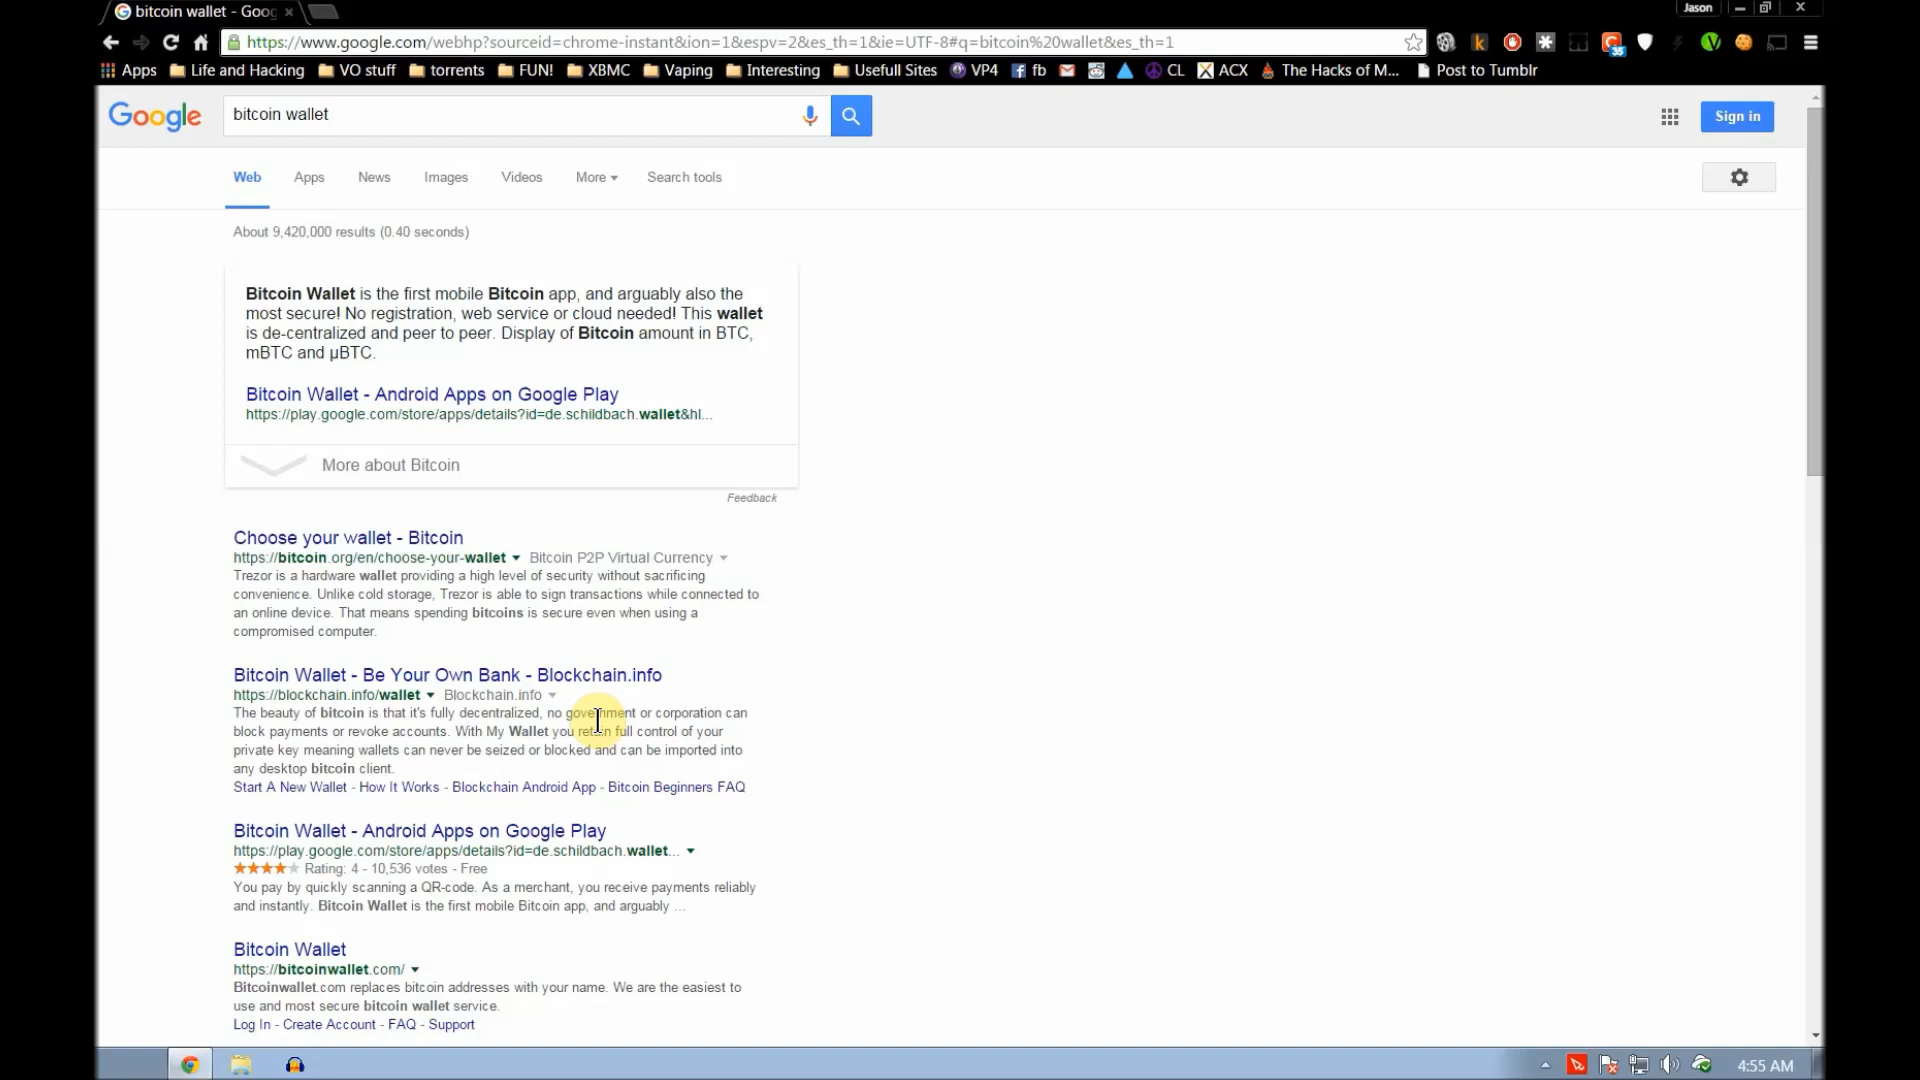 bitcoin wallet - Goog
Jason
https://www.google.com/webhp?sourceid=chrome-instant&ion=1&espv=2&es_th=1&ie=UTF-8#q=bitcoin%20wallet&es_th=1
Apps Life and Hacking VO stuff torrents FUN! XBMC Vaping Interesting Usefull Sites VP4 fb CL ACX The Hacks of M... Post to Tumblr
Google bitcoin wallet Sign in
Web Apps News Images Videos More Search tools
About 9,420,000 results (0.40 seconds)
Bitcoin Wallet is the first mobile Bitcoin app, and arguably also the
most secure! No registration, web service or cloud needed! This wallet
is de-centralized and peer to peer. Display of Bitcoin amount in BTC,
mBTC and µBTC.
Bitcoin Wallet - Android Apps on Google Play
https://play.google.com/store/apps/details?id=de.schildbach.wallet&hl...
More about Bitcoin
Feedback
Choose your wallet - Bitcoin
https://bitcoin.org/en/choose-your-wallet Bitcoin P2P Virtual Currency
Trezor is a hardware wallet providing a high level of security without sacrificing
convenience. Unlike cold storage, Trezor is able to sign transactions while connected to
an online device. That means spending bitcoins is secure even when using a
compromised computer.
Bitcoin Wallet - Be Your Own Bank - Blockchain.info
https://blockchain.info/wallet Blockchain.info
The beauty of bitcoin is that it's fully decentralized, no government or corporation can
block payments or revoke accounts. With My Wallet you retain full control of your
private key meaning wallets can never be seized or blocked and can be imported into
any desktop bitcoin client.
Start A New Wallet - How It Works - Blockchain Android App - Bitcoin Beginners FAQ
Bitcoin Wallet - Android Apps on Google Play
https://play.google.com/store/apps/details?id=de.schildbach.wallet...
Rating: 4 - 10,536 votes - Free
You pay by quickly scanning a QR-code. As a merchant, you receive payments reliably
and instantly. Bitcoin Wallet is the first mobile Bitcoin app, and arguably ...
Bitcoin Wallet
https://bitcoinwallet.com/
Bitcoinwallet.com replaces bitcoin addresses with your name. We are the easiest to
use and most secure bitcoin wallet service.
Log In - Create Account - FAQ - Support
4:55 AM